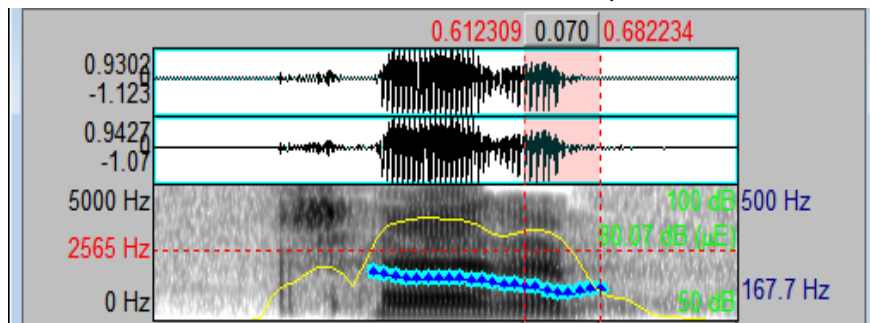 0.612309 0.070 0.682234
0.9302
0
-1.123
0.9427
0
-1.07
5000 Hz 100 dB 500 Hz
2565 Hz 80.07 dB (µE)
167.7 Hz
0 Hz 50 dB